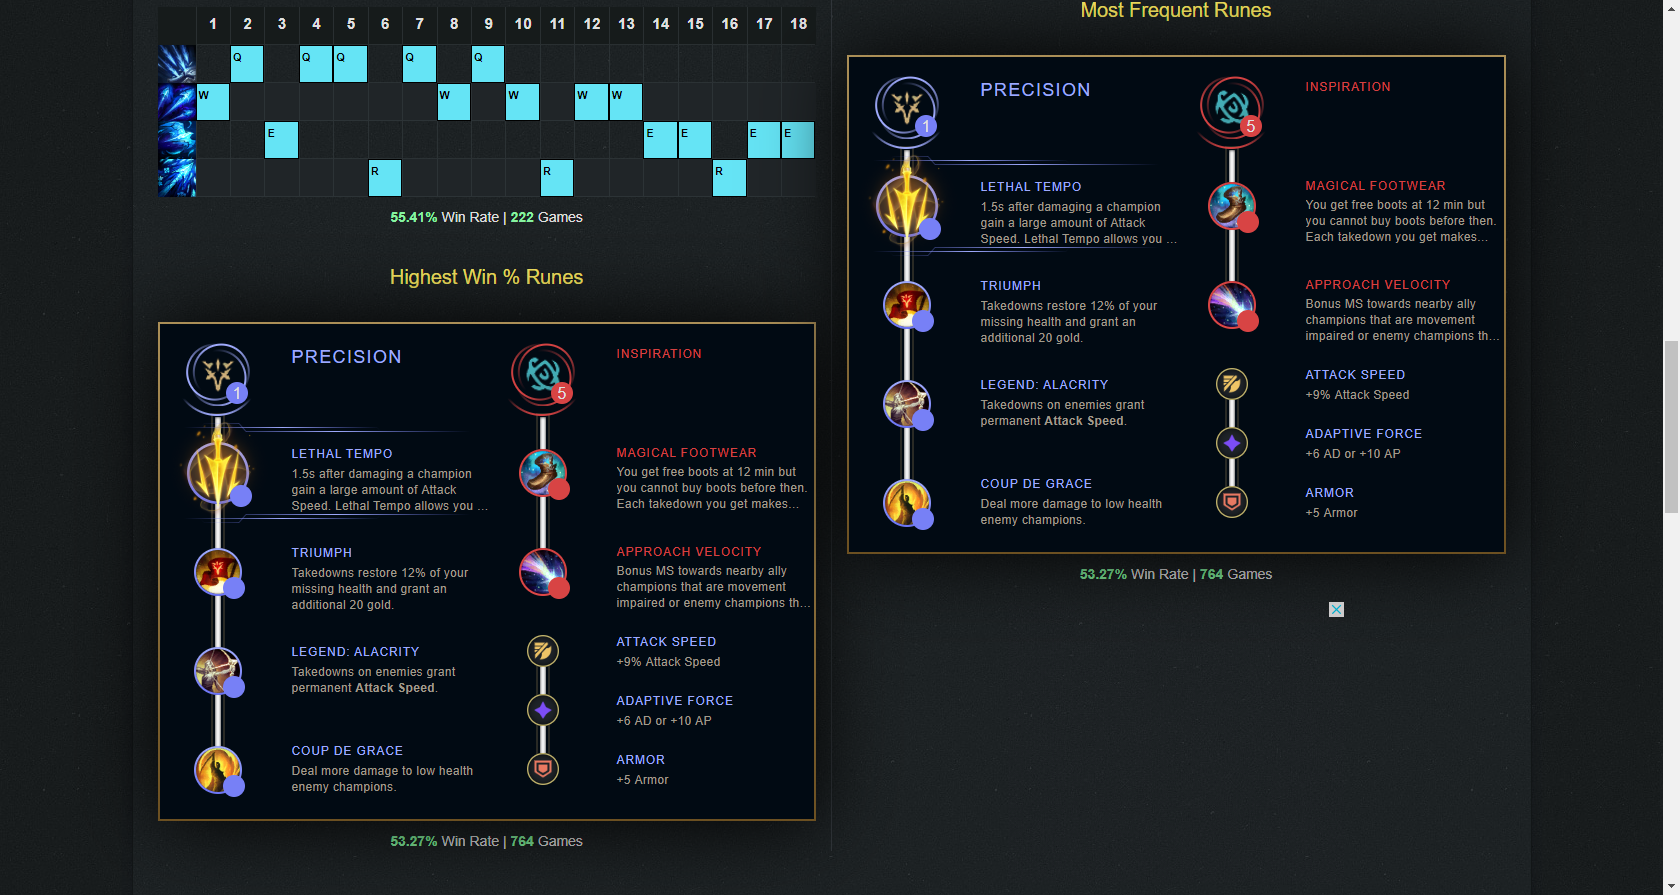 1 2 3 4 5 6 7 8 9 10 11 12 13 14 15 16 17 18
Q Q Q Q Q
W W W W W
E E E E E
R R R
55.41% Win Rate | 222 Games
Highest Win % Runes
1
PRECISION
5
INSPIRATION
LETHAL TEMPO
1.5s after damaging a champion
gain a large amount of Attack
Speed. Lethal Tempo allows you ...
TRIUMPH
Takedowns restore 12% of your
missing health and grant an
additional 20 gold.
LEGEND: ALACRITY
Takedowns on enemies grant
permanent Attack Speed.
COUP DE GRACE
Deal more damage to low health
enemy champions.
MAGICAL FOOTWEAR
You get free boots at 12 min but
you cannot buy boots before then.
Each takedown you get makes...
APPROACH VELOCITY
Bonus MS towards nearby ally
champions that are movement
impaired or enemy champions th...
ATTACK SPEED
+9% Attack Speed
ADAPTIVE FORCE
+6 AD or +10 AP
ARMOR
+5 Armor
53.27% Win Rate | 764 Games
Most Frequent Runes
1
PRECISION
5
INSPIRATION
LETHAL TEMPO
1.5s after damaging a champion
gain a large amount of Attack
Speed. Lethal Tempo allows you ...
TRIUMPH
Takedowns restore 12% of your
missing health and grant an
additional 20 gold.
LEGEND: ALACRITY
Takedowns on enemies grant
permanent Attack Speed.
COUP DE GRACE
Deal more damage to low health
enemy champions.
MAGICAL FOOTWEAR
You get free boots at 12 min but
you cannot buy boots before then.
Each takedown you get makes...
APPROACH VELOCITY
Bonus MS towards nearby ally
champions that are movement
impaired or enemy champions th...
ATTACK SPEED
+9% Attack Speed
ADAPTIVE FORCE
+6 AD or +10 AP
ARMOR
+5 Armor
53.27% Win Rate | 764 Games